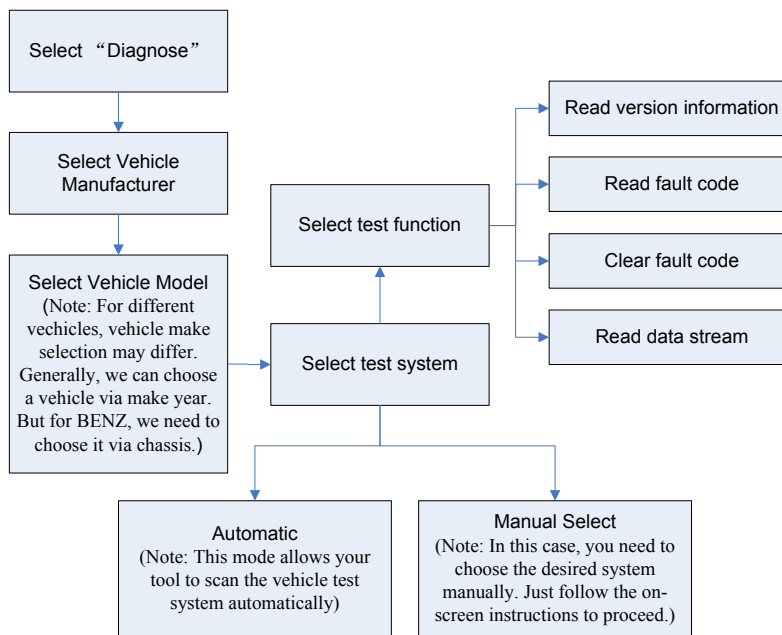 Select “Diagnose”
Select Vehicle
Manufacturer
Select Vehicle Model
(Note: For different
vechicles, vehicle make
selection may differ.
Generally, we can choose
a vehicle via make year.
But for BENZ, we need to
choose it via chassis.)
Select test system
Select test function
Read version information
Read fault code
Clear fault code
Read data stream
Automatic
(Note: This mode allows your
tool to scan the vehicle test
system automatically)
Manual Select
(Note: In this case, you need to
choose the desired system
manually. Just follow the on-
screen instructions to proceed.)